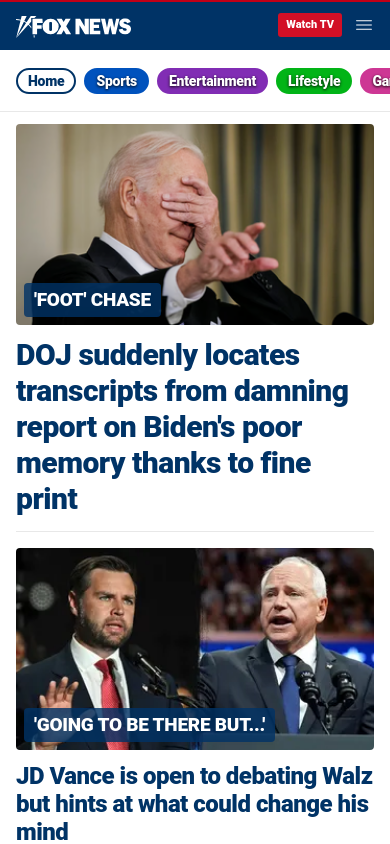 FOX NEWS
Watch TV
Home
Sports
Entertainment
Lifestyle
'FOOT' CHASE
DOJ suddenly locates
transcripts from damning
report on Biden's poor
memory thanks to fine
print
'GOING TO BE THERE BUT...'
JD Vance is open to debating Walz
but hints at what could change his
mind